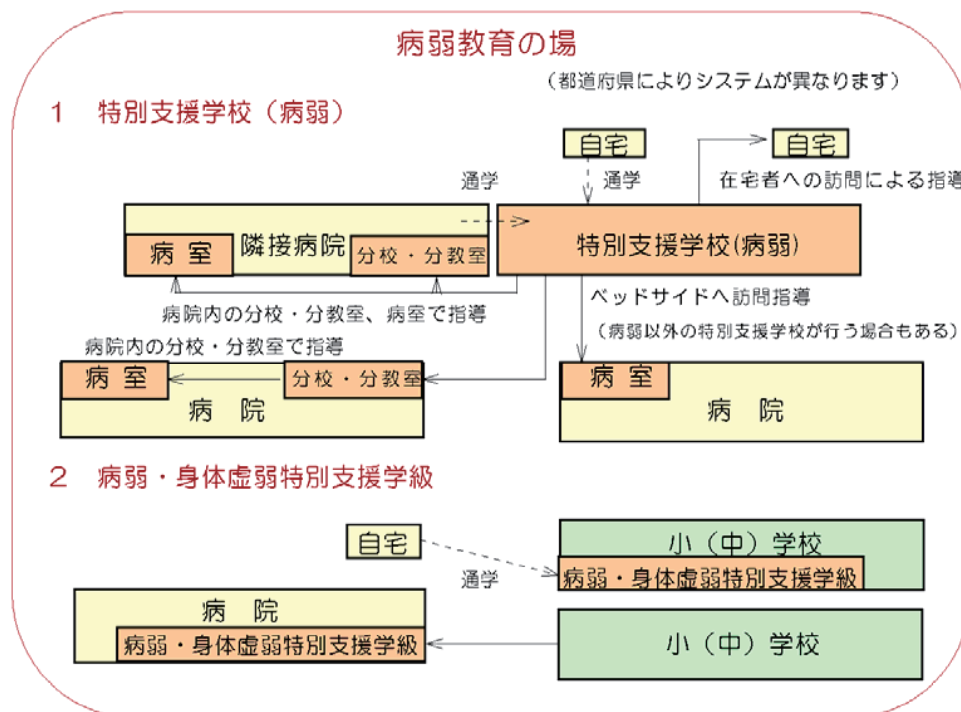 病弱教育の場
（都道府県によりシステムが異なります）
1　特別支援学校（病弱）
自宅
自宅
通学
通学
在宅者への訪問による指導
隣接病院
病室
分校・分教室
特別支援学校(病弱)
病院内の分校・分教室、病室で指導
ベッドサイドへ訪問指導
（病弱以外の特別支援学校が行う場合もある）
病院内の分校・分教室で指導
病室
分校・分教室
病院
病室
病院
2　病弱・身体虚弱特別支援学級
自宅
通学
小（中）学校
病弱・身体虚弱特別支援学級
病院
病弱・身体虚弱特別支援学級
小（中）学校